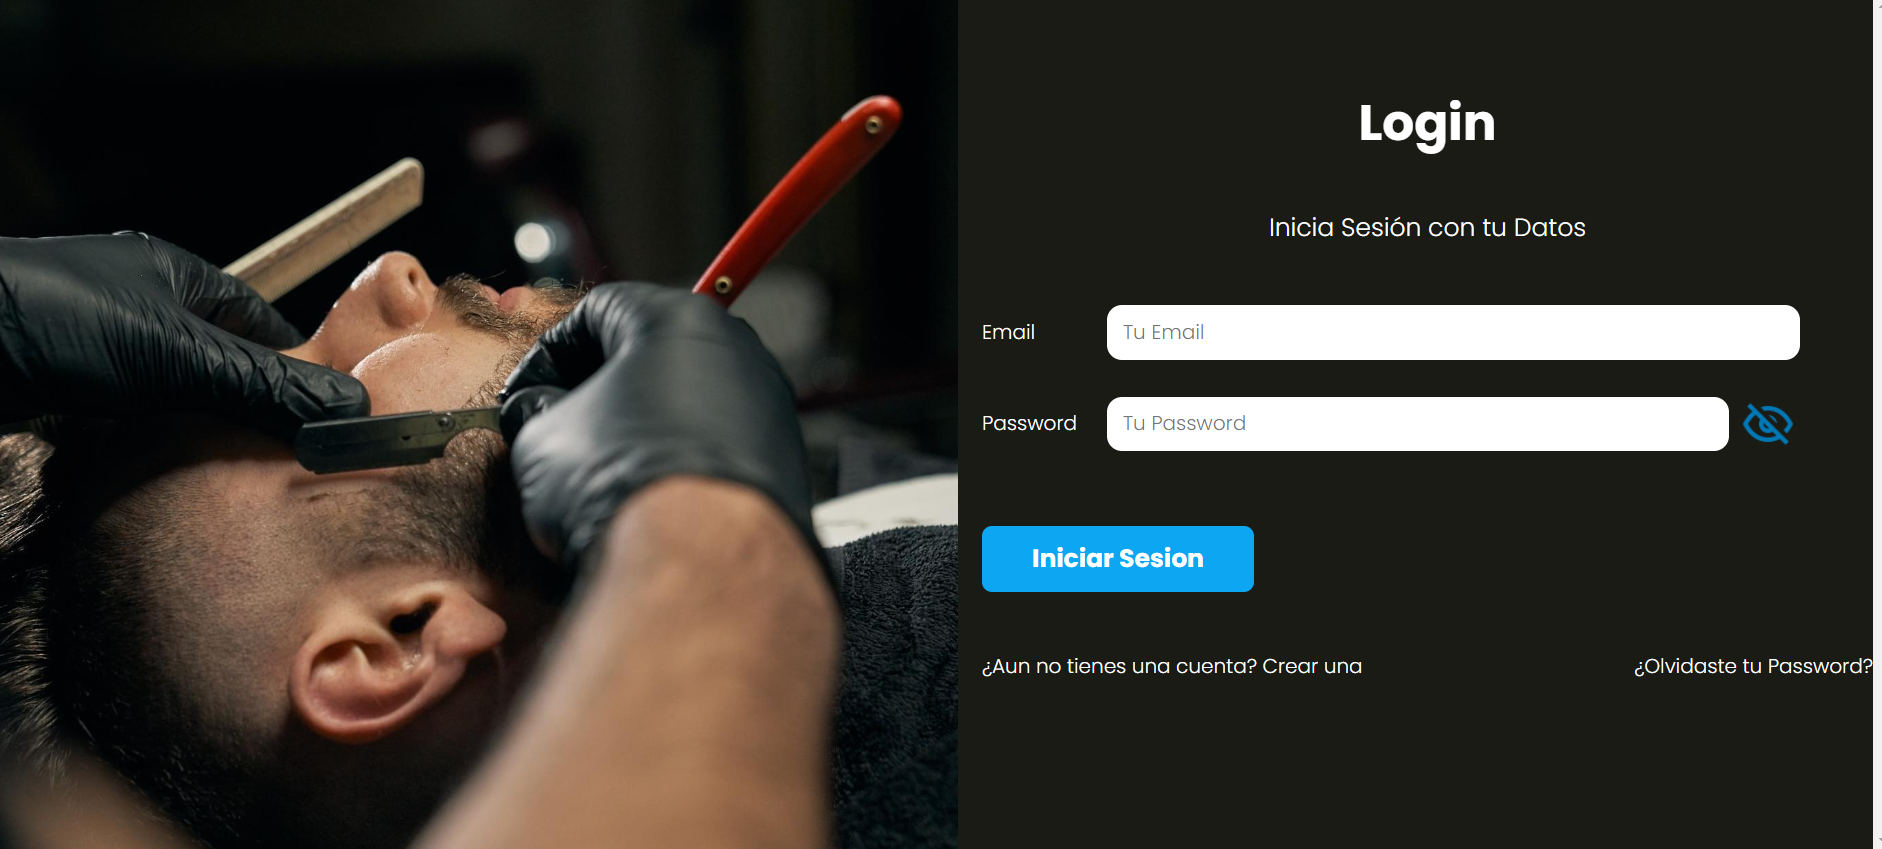 Login
Inicia Sesión con tu Datos
Email
Tu Email
Password
Tu Password
Iniciar Sesion
¿Aun no tienes una cuenta? Crear una
¿Olvidaste tu Password?